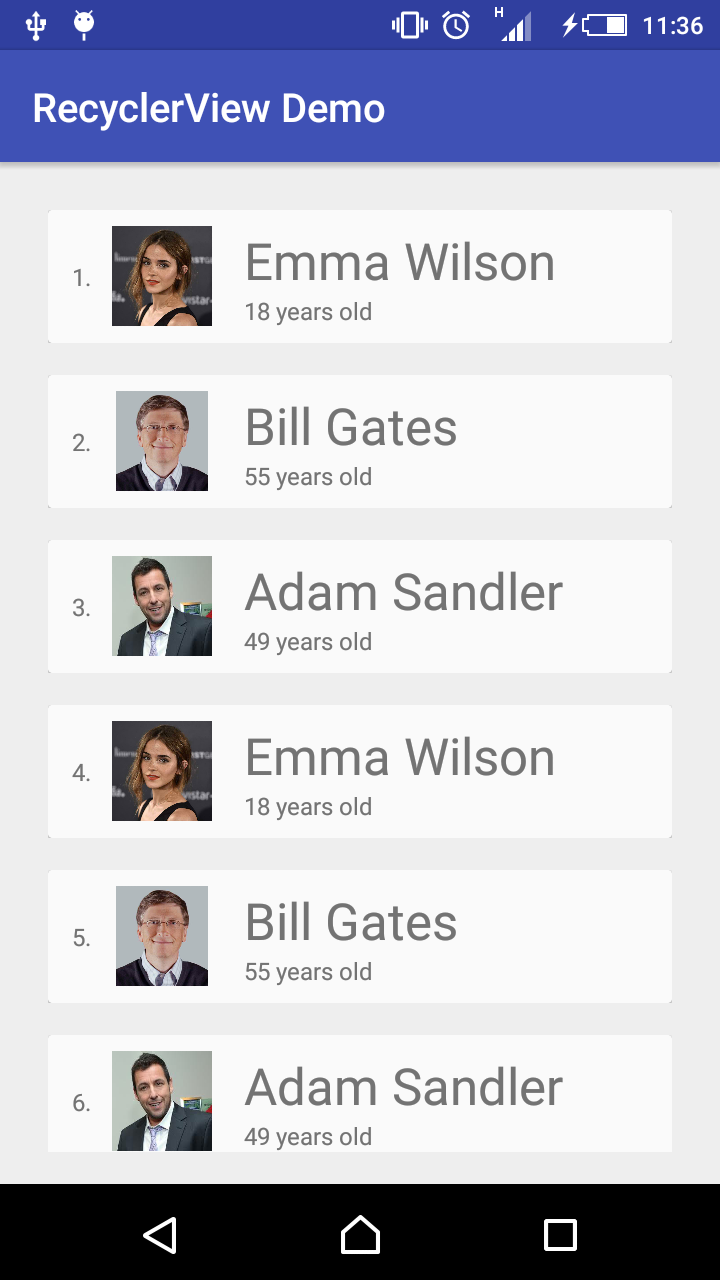 H
11:36
RecyclerView Demo
1.
Emma Wilson
18 years old
2.
Bill Gates
55 years old
3.
Adam Sandler
49 years old
4.
Emma Wilson
18 years old
5.
Bill Gates
55 years old
6.
Adam Sandler
49 years old